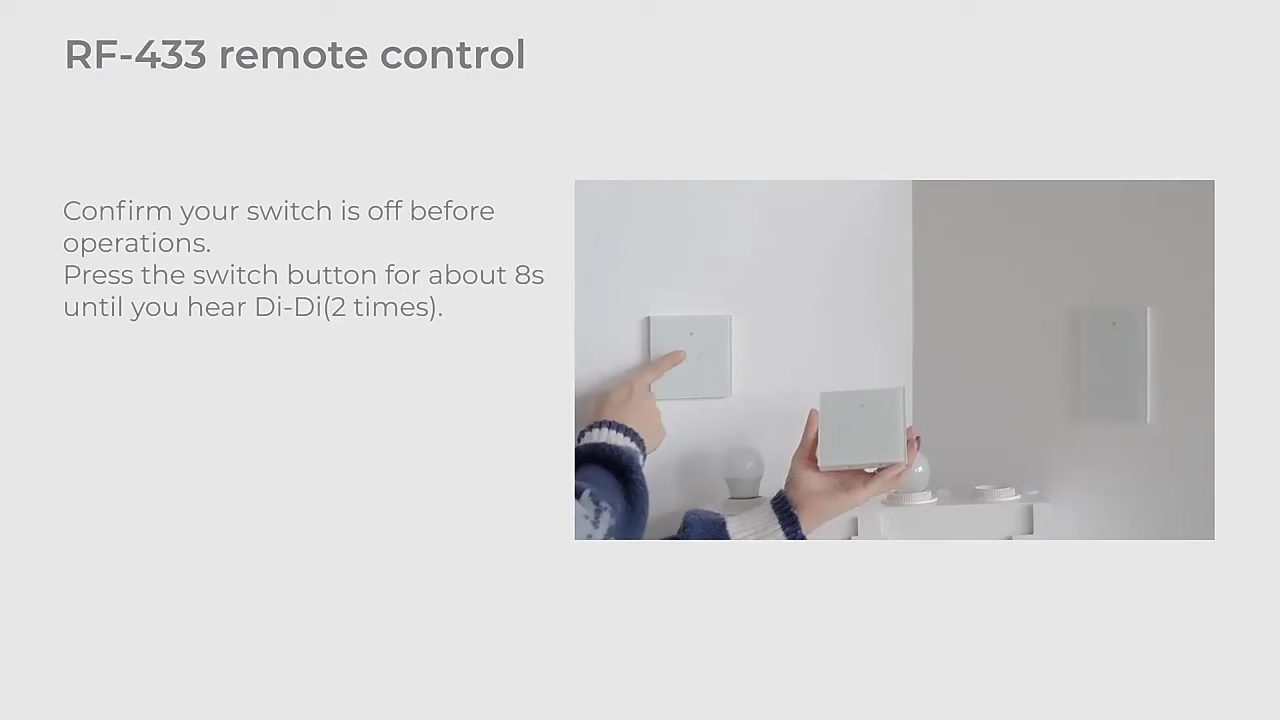 RF-433 remote control
Confirm your switch is off before
operations.
Press the switch button for about 8s
until you hear Di-Di(2 times).